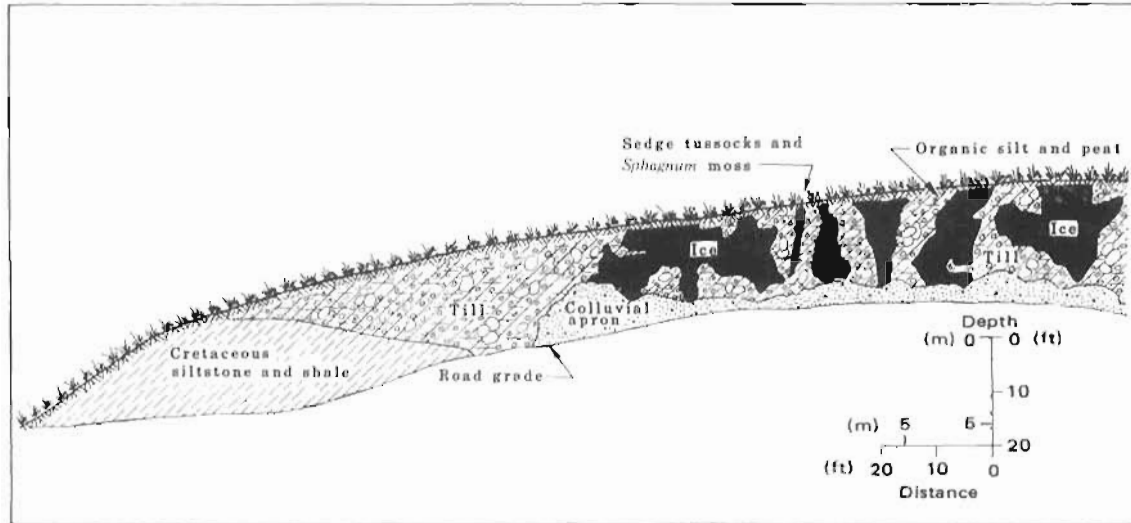 Sedge tussocks and
Sphagnum moss
Organic silt and peat
Ice
Ice
Till
Till
Colluvial
apron
Cretaceous
siltstone and shale
Road grade
Depth
(m) 0 0 (ft)
10
(m) 5 5
20
(ft) 20 10 0
Distance